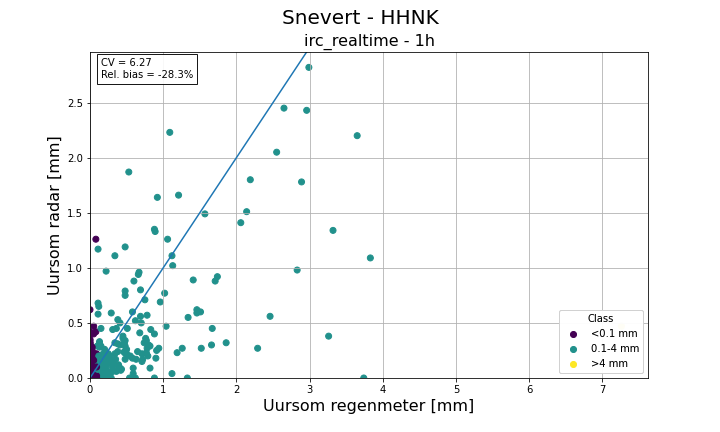 Snevert - HHNK
irc_realtime - 1h
CV = 6.27
Rel. bias = -28.3%
Uursom radar [mm]
2.5
2.0
1.5
1.0
0.5
0.0
Class
<0.1 mm
0.1-4 mm
>4 mm
0 1 2 3 4 5 6 7
Uursom regenmeter [mm]